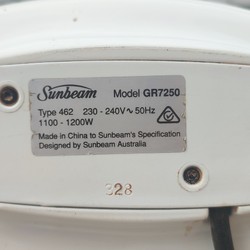 Sunbeam Model GR7250
Type 462 230 - 240V~50Hz
1100 - 1200W
Made in China to Sunbeam's Specification
Designed by Sunbeam Australia
328